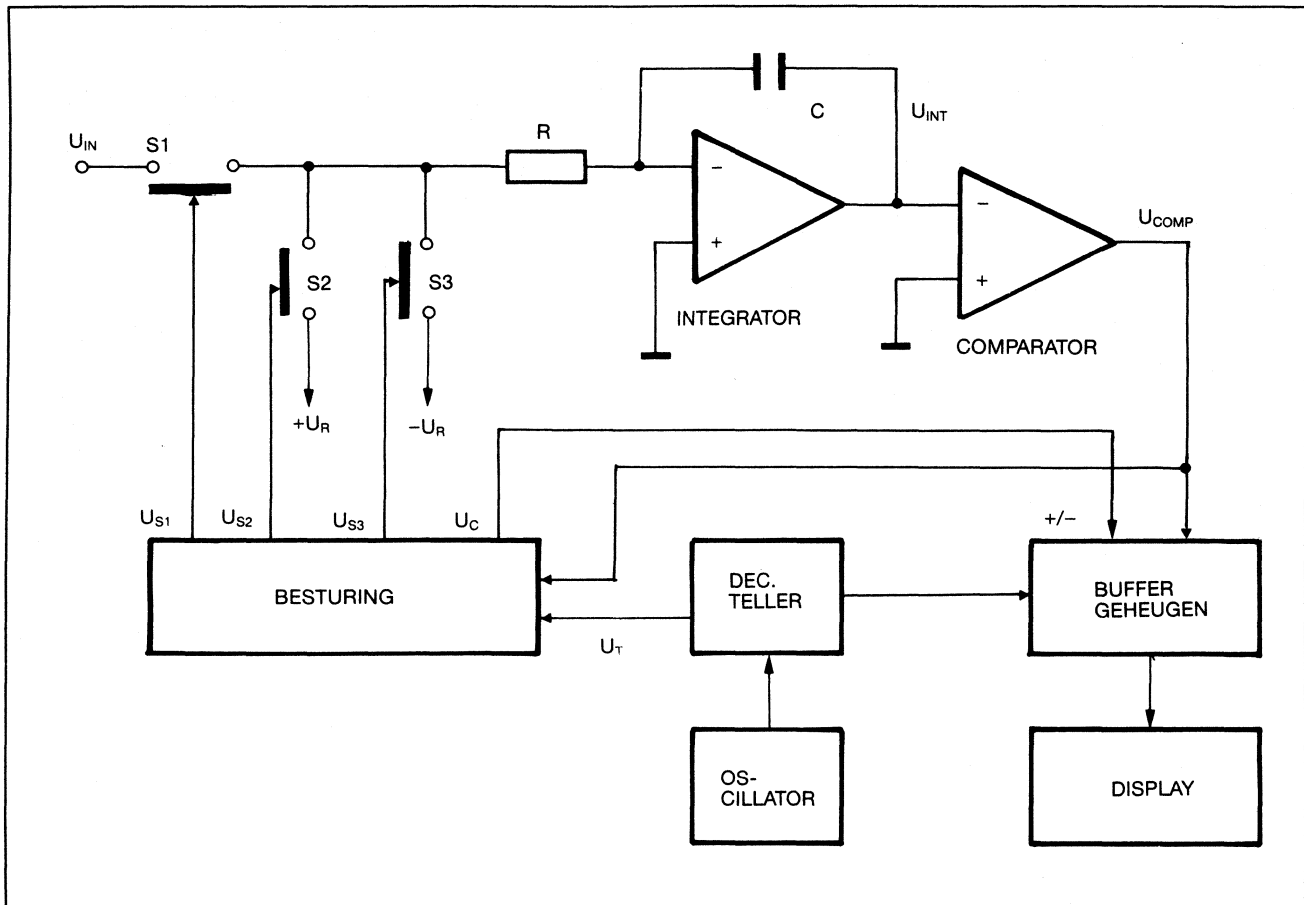 C
U_INT
U_IN
S1
R
−
+
INTEGRATOR
−
+
COMPARATOR
U_COMP
S2
S3
+U_R
−U_R
U_S1
U_S2
U_S3
U_C
+/−
BESTURING
U_T
DEC.
TELLER
BUFFER
GEHEUGEN
OS-
CILLATOR
DISPLAY